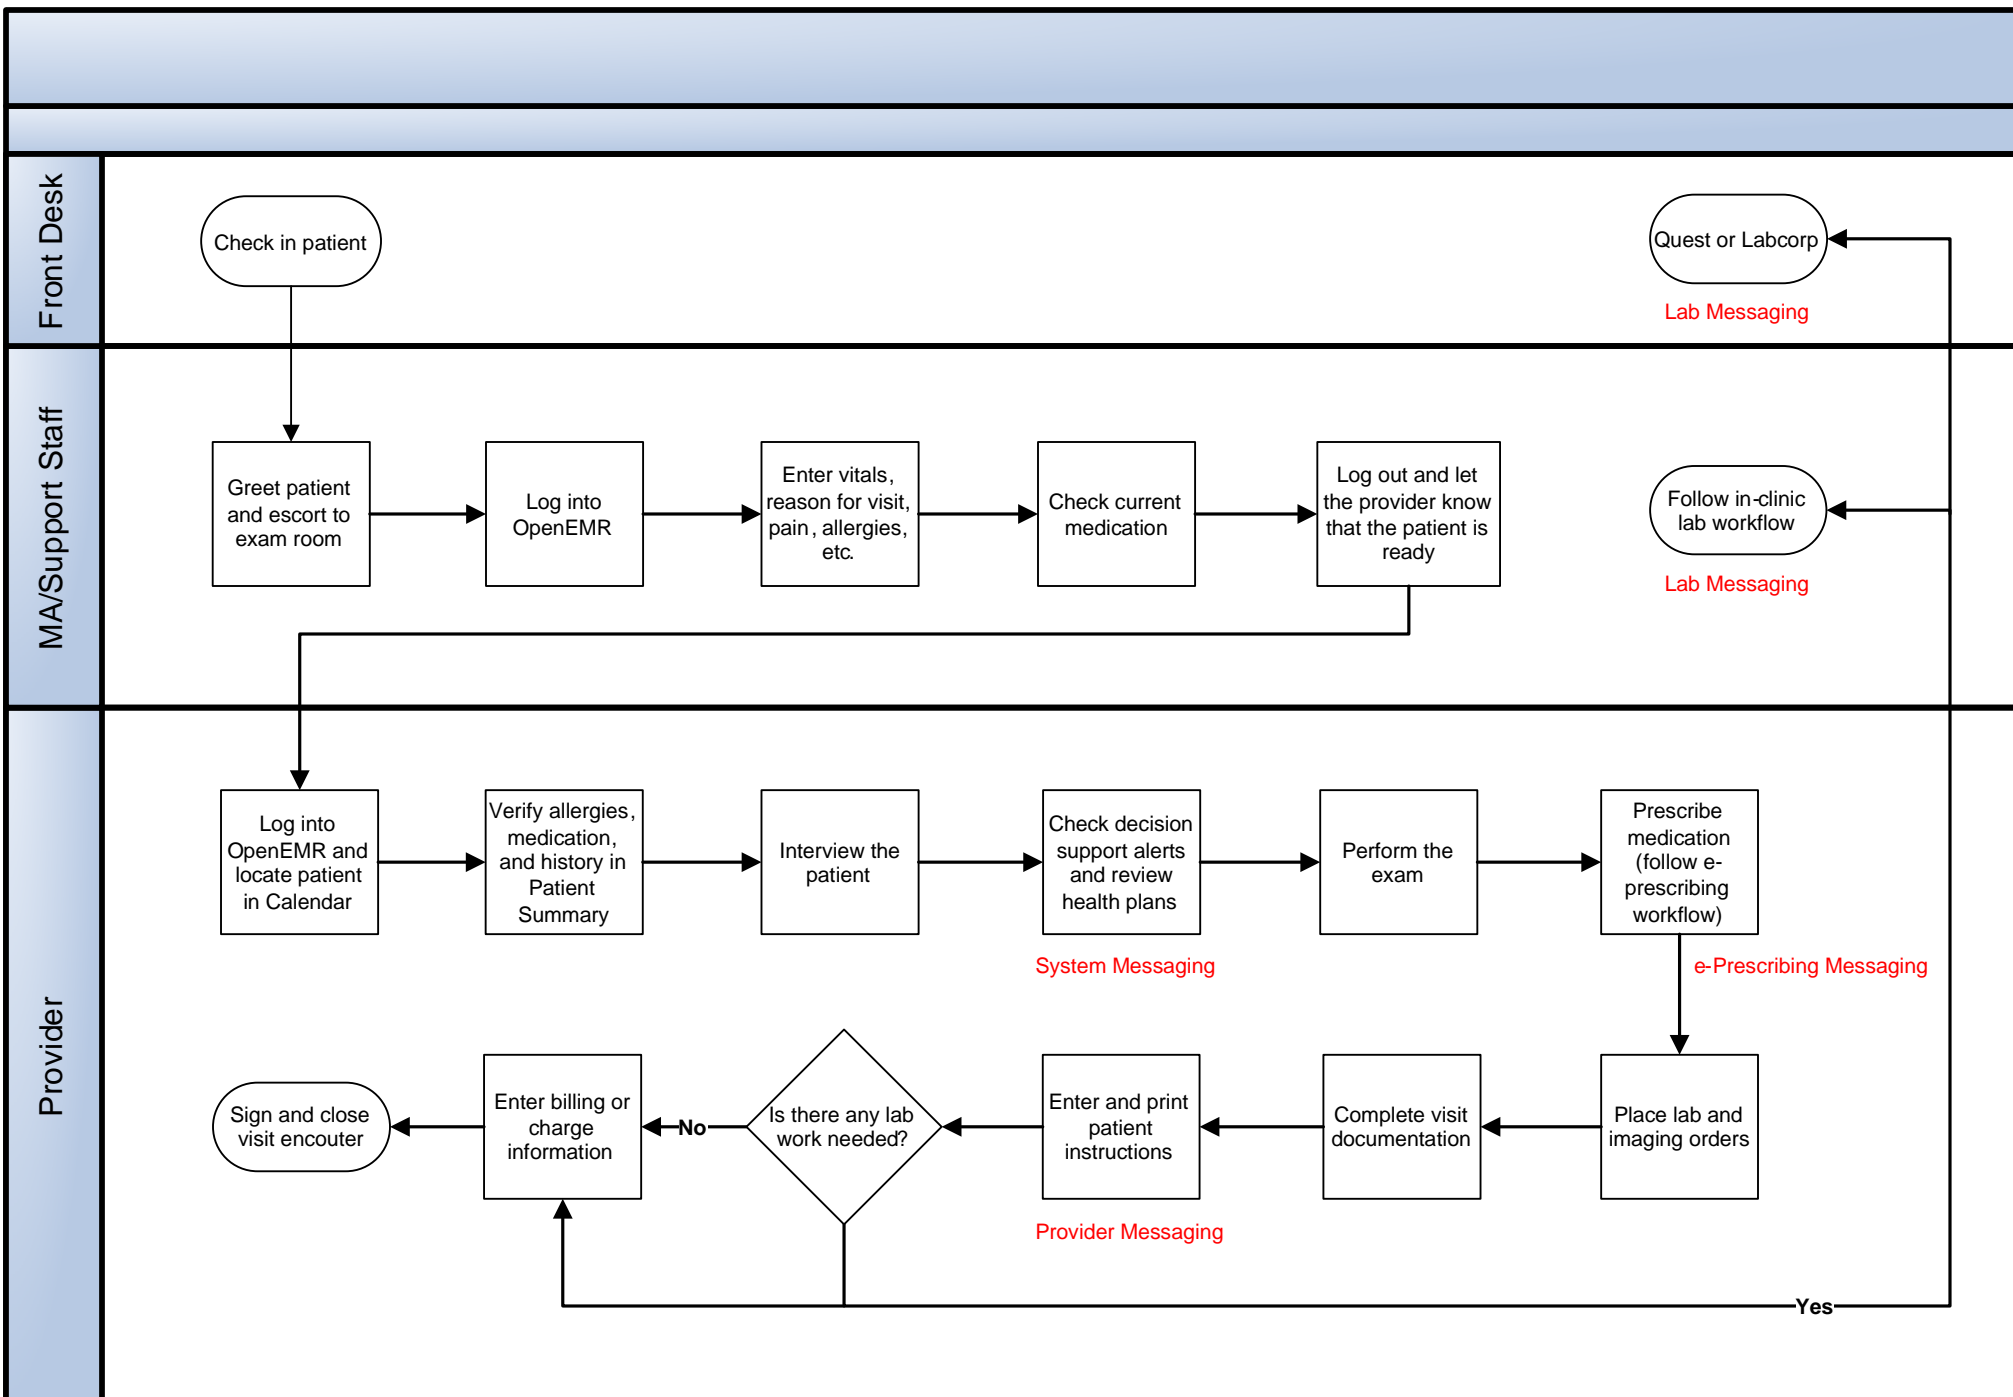 Front Desk
Check in patient
Quest or Labcorp
Lab Messaging
MA/Support Staff
Greet patient
and escort to
exam room
Log into
OpenEMR
Enter vitals,
reason for visit,
pain, allergies,
etc.
Check current
medication
Log out and let
the provider know
that the patient is
ready
Follow in-clinic
lab workflow
Lab Messaging
Provider
Log into
OpenEMR and
locate patient
in Calendar
Verify allergies,
medication,
and history in
Patient
Summary
Interview the
patient
Check decision
support alerts
and review
health plans
System Messaging
Perform the
exam
Prescribe
medication
(follow e-
prescribing
workflow)
e-Prescribing Messaging
Sign and close
visit encouter
Enter billing or
charge
information
No
Is there any lab
work needed?
Enter and print
patient
instructions
Provider Messaging
Complete visit
documentation
Place lab and
imaging orders
Yes